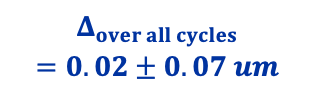 Δover all cycles
= 0.02 ± 0.07 um